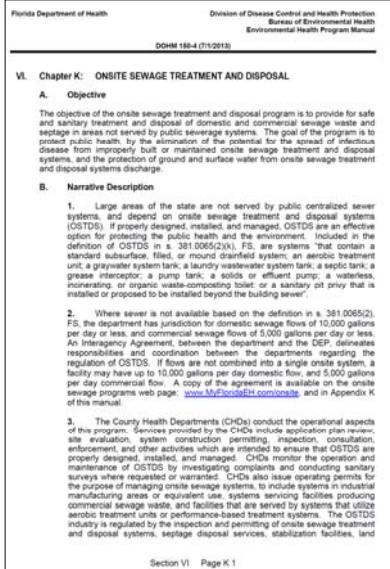 Florida Department of Health
Division of Disease Control and Health Protection
Bureau of Environmental Health
Environmental Health Program Manual
DOHM 150-4 (7/1/2013)
VI. Chapter K: ONSITE SEWAGE TREATMENT AND DISPOSAL
A. Objective
The objective of the onsite sewage treatment and disposal program is to provide for safe
and sanitary treatment and disposal of domestic and commercial sewage waste and
septage in areas not served by public sewerage systems. The goal of the program is to
protect public health, by the elimination of the potential for the spread of infectious
disease from improperly built or maintained onsite sewage treatment and disposal
systems, and the protection of ground and surface water from onsite sewage treatment
and disposal systems discharge.
B. Narrative Description
1. Large areas of the state are not served by public centralized sewer
systems, and depend on onsite sewage treatment and disposal systems
(OSTDS). If properly designed, installed, and managed, OSTDS are an effective
option for protecting the public health and the environment. Included in the
definition of OSTDS in s. 381.0065(2)(k), FS, are systems "that contain a
standard subsurface, filled, or mound drainfield system; an aerobic treatment
unit; a graywater system tank; a laundry wastewater system tank; a septic tank; a
grease interceptor; a pump tank; a solids or effluent pump; a waterless,
incinerating, or organic waste-composting toilet; or a sanitary pit privy that is
installed or proposed to be installed beyond the building sewer".
2. Where sewer is not available based on the definition in s. 381.0065(2),
FS, the department has jurisdiction for domestic sewage flows of 10,000 gallons
per day or less, and commercial sewage flows of 5,000 gallons per day or less.
An Interagency Agreement, between the department and the DEP, delineates
responsibilities and coordination between the departments regarding the
regulation of OSTDS. If flows are not combined into a single onsite system, a
facility may have up to 10,000 gallons per day domestic flow, and 5,000 gallons
per day commercial flow. A copy of the agreement is available on the onsite
sewage programs web page: www.MyFloridaEH.com/onsite, and in Appendix K
of this manual.
3. The County Health Departments (CHDs) conduct the operational aspects
of this program. Services provided by the CHDs include application plan review,
site evaluation, system construction permitting, inspection, consultation,
enforcement, and other activities which are intended to ensure that OSTDS are
properly designed, installed, and managed. CHDs monitor the operation and
maintenance of OSTDS by investigating complaints and conducting sanitary
surveys where requested or warranted. CHDs also issue operating permits for
the purpose of managing onsite sewage systems, to include systems in industrial
manufacturing areas or equivalent use, systems servicing facilities producing
commercial sewage waste, and facilities that are served by systems that utilize
aerobic treatment units or performance-based treatment systems. The OSTDS
industry is regulated by the inspection and permitting of onsite sewage treatment
and disposal systems, septage disposal services, stabilization facilities, land
Section VI Page K 1